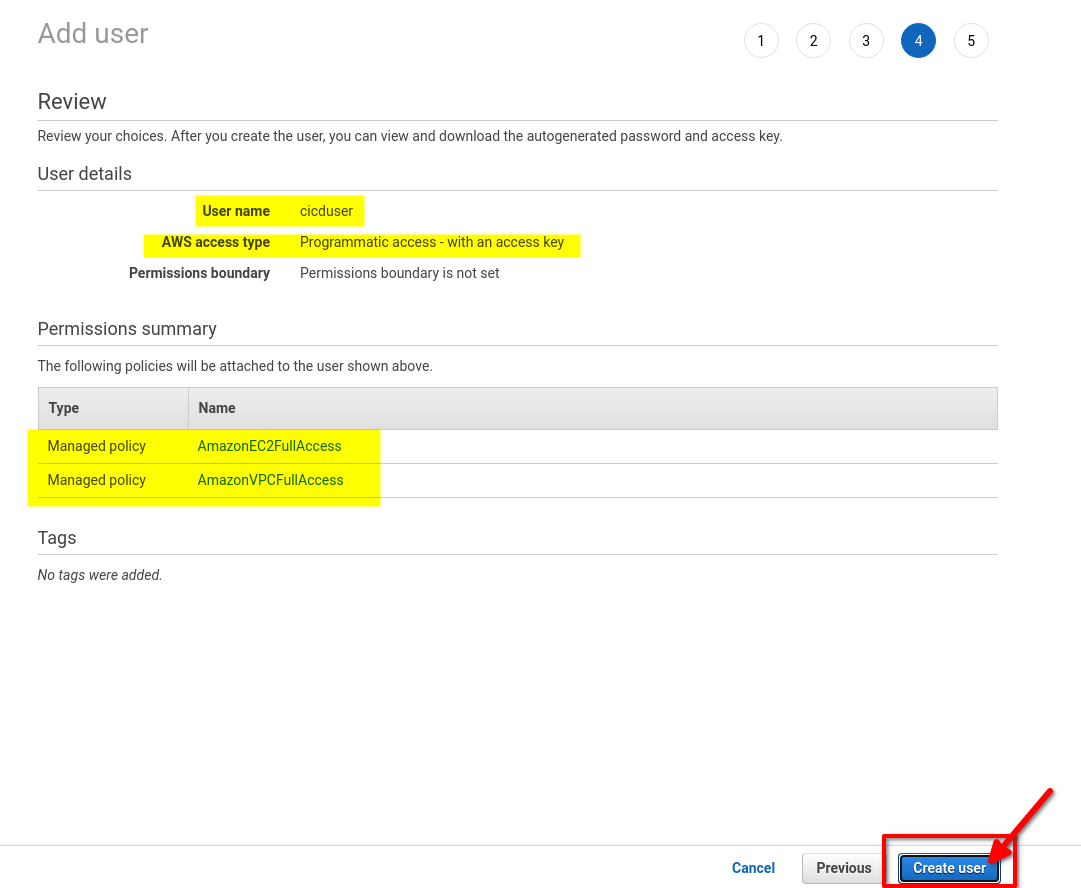 Add user
1 2 3 4 5
Review
Review your choices. After you create the user, you can view and download the autogenerated password and access key.
User details
User name cicduser
AWS access type Programmatic access - with an access key
Permissions boundary Permissions boundary is not set
Permissions summary
The following policies will be attached to the user shown above.
Type Name
Managed policy AmazonEC2FullAccess
Managed policy AmazonVPCFullAccess
Tags
No tags were added.
Cancel Previous Create user